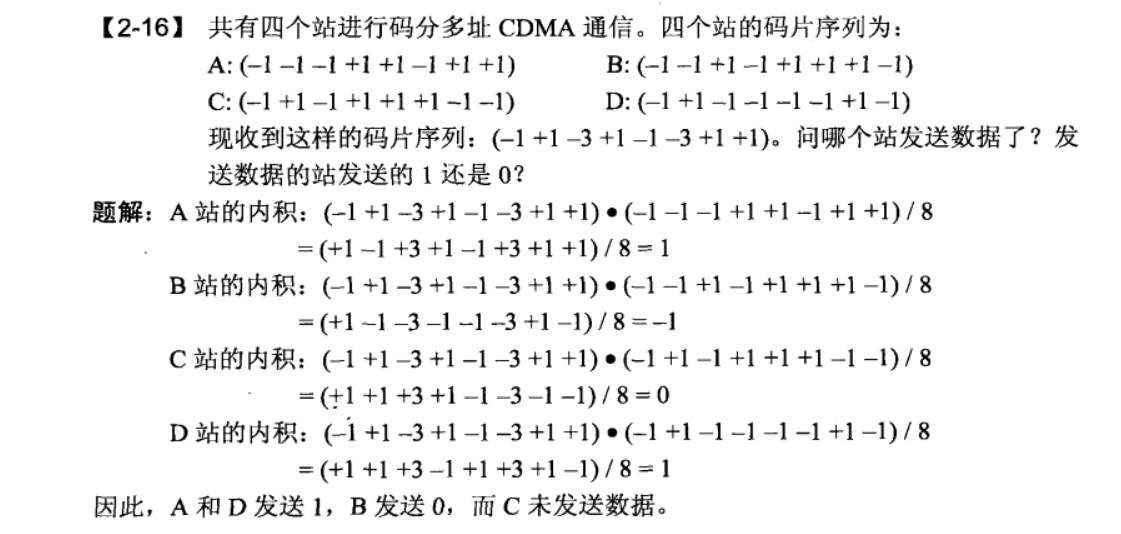 【2-16】 共有四个站进行码分多址 CDMA 通信。四个站的码片序列为：
A: (–1 –1 –1 +1 +1 –1 +1 +1) B: (–1 –1 +1 –1 +1 +1 +1 –1)
C: (–1 +1 –1 +1 +1 +1 –1 –1) D: (–1 +1 –1 –1 –1 –1 +1 –1)
现收到这样的码片序列：(–1 +1 –3 +1 –1 –3 +1 +1)。问哪个站发送数据了？发
送数据的站发送的 1 还是 0？
题解：A 站的内积：(–1 +1 –3 +1 –1 –3 +1 +1) • (–1 –1 –1 +1 +1 –1 +1 +1) / 8
= (+1 –1 +3 +1 –1 +3 +1 +1) / 8 = 1
B 站的内积：(–1 +1 –3 +1 –1 –3 +1 +1) • (–1 –1 +1 –1 +1 +1 +1 –1) / 8
= (+1 –1 –3 –1 –1 –3 +1 –1) / 8 = –1
C 站的内积：(–1 +1 –3 +1 –1 –3 +1 +1) • (–1 +1 –1 +1 +1 +1 –1 –1) / 8
= (+1 +1 +3 +1 –1 –3 –1 –1) / 8 = 0
D 站的内积：(–1 +1 –3 +1 –1 –3 +1 +1) • (–1 +1 –1 –1 –1 –1 +1 –1) / 8
= (+1 +1 +3 –1 +1 +3 +1 –1) / 8 = 1
因此，A 和 D 发送 1，B 发送 0，而 C 未发送数据。